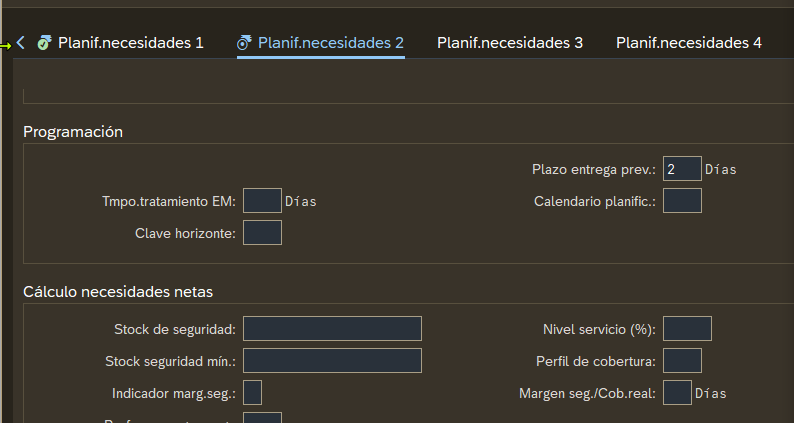 Planif.necesidades 1 Planif.necesidades 2 Planif.necesidades 3 Planif.necesidades 4
Programación
Plazo entrega prev.: 2 Días
Tmpo.tratamiento EM: Días Calendario planific.:
Clave horizonte:
Cálculo necesidades netas
Stock de seguridad: Nivel servicio (%):
Stock seguridad mín.: Perfil de cobertura:
Indicador marg.seg.: Margen seg./Cob.real: Días